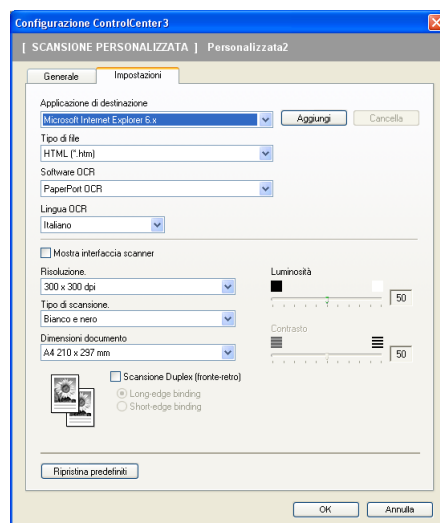 Configurazione ControlCenter3
[ SCANSIONE PERSONALIZZATA ] Personalizzata2
Generale Impostazioni
Applicazione di destinazione
Microsoft Internet Explorer 6.x Aggiungi Cancella
Tipo di file
HTML (*.htm)
Software OCR
PaperPort OCR
Lingua OCR
Italiano
Mostra interfaccia scanner
Risoluzione. Luminosità
300 x 300 dpi 50
Tipo di scansione.
Bianco e nero
Contrasto
Dimensioni documento
A4 210 x 297 mm 50
Scansione Duplex (fronte-retro)
Long-edge binding
Short-edge binding
Ripristina predefiniti
OK Annulla